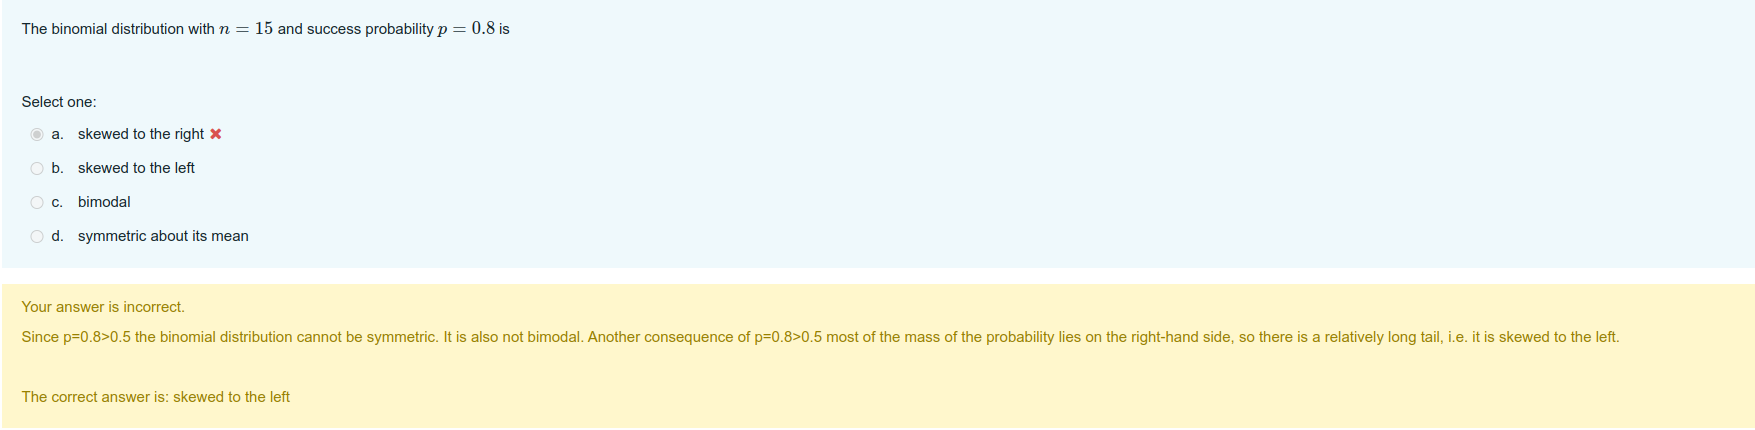 The binomial distribution with n = 15 and success probability p = 0.8 is
Select one:
a. skewed to the right ✖
b. skewed to the left
c. bimodal
d. symmetric about its mean
Your answer is incorrect.
Since p=0.8>0.5 the binomial distribution cannot be symmetric. It is also not bimodal. Another consequence of p=0.8>0.5 most of the mass of the probability lies on the right-hand side, so there is a relatively long tail, i.e. it is skewed to the left.
The correct answer is: skewed to the left